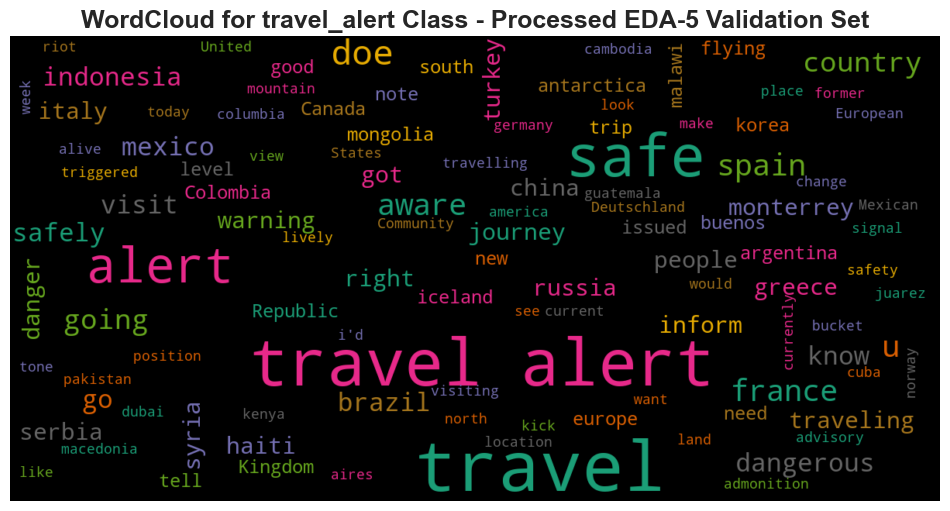 WordCloud for travel_alert Class - Processed EDA-5 Validation Set
riot
United
doe
good
south
turkey
cambodia
malawi
flying
country
indonesia
mountain
week
italy
today
columbia
Canada
note
antarctica
look
place
former
European
mongolia
germany
trip
make
korea
alive
mexico
view
States
travelling
safe
spain
triggered
level
got
china
guatemala
change
Colombia
visit
warning
aware
america
Deutschland
monterrey
Mexican
safely
lively
Community
journey
issued
buenos
signal
alert
right
new
people
argentina
safety
danger
iceland
russia
would
greece
juarez
going
Republic
see
current
inform
currently
bucket
i'd
tone
position
travel alert
know
u
cuba
norway
pakistan
visiting
go
dubai
brazil
want
france
serbia
syria
kenya
north
kick
europe
need
traveling
macedonia
haiti
location
land
advisory
like
tell
Kingdom
aires
travel
dangerous
admonition